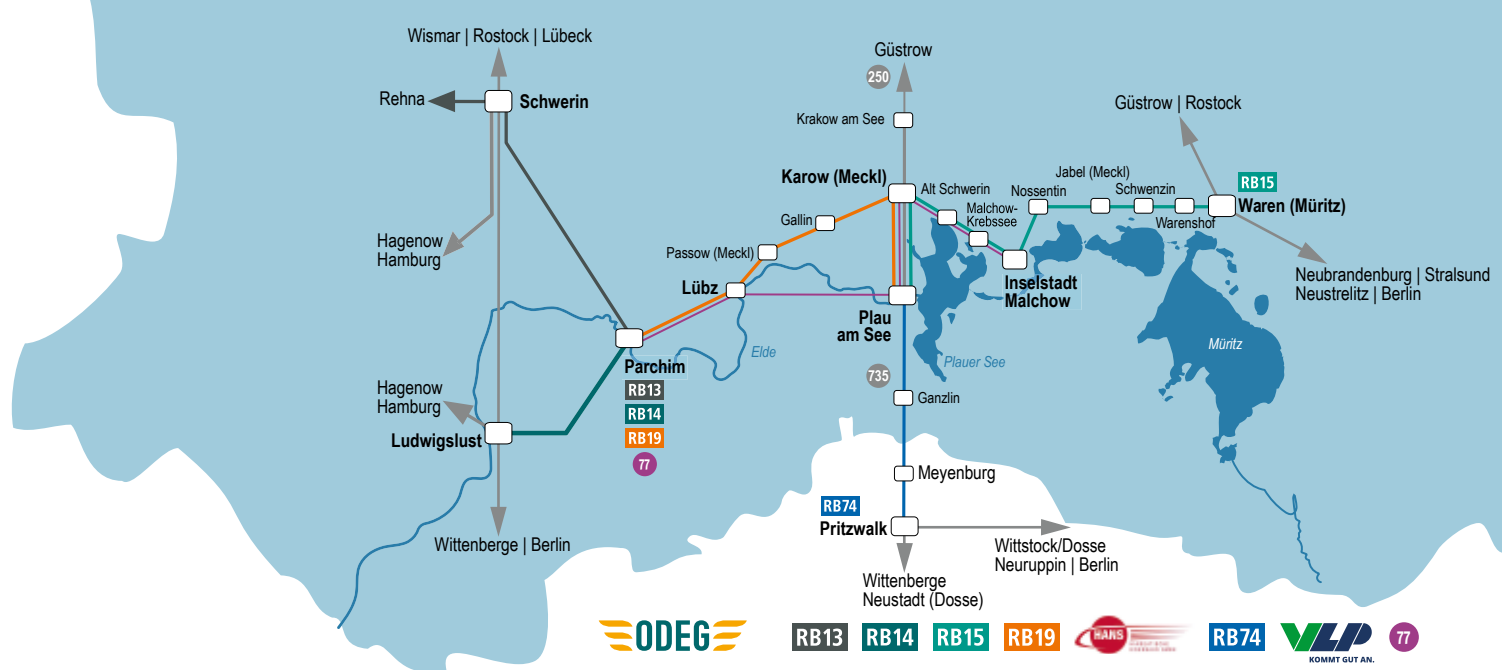 Wismar | Rostock | Lübeck
Rehna
Schwerin
Hagenow
Hamburg
Hagenow
Hamburg
Ludwigslust
Wittenberge | Berlin
Parchim
RB13
RB14
RB19
77
Lübz
Passow (Meckl)
Gallin
Elde
Güstrow
250
Krakow am See
Karow (Meckl)
Alt Schwerin
Malchow-
Krebssee
Inselstadt
Malchow
Nossentin
Jabel (Meckl)
Schwenzin
Warenshof
RB15
Waren (Müritz)
Güstrow | Rostock
Neubrandenburg | Stralsund
Neustrelitz | Berlin
Müritz
Plau
am See
Plauer See
735
Ganzlin
Meyenburg
RB74
Pritzwalk
Wittstock/Dosse
Neuruppin | Berlin
Wittenberge
Neustadt (Dosse)
ODEG
RB13
RB14
RB15
RB19
HANS
RB74
VLP
KOMMT GUT AN.
77